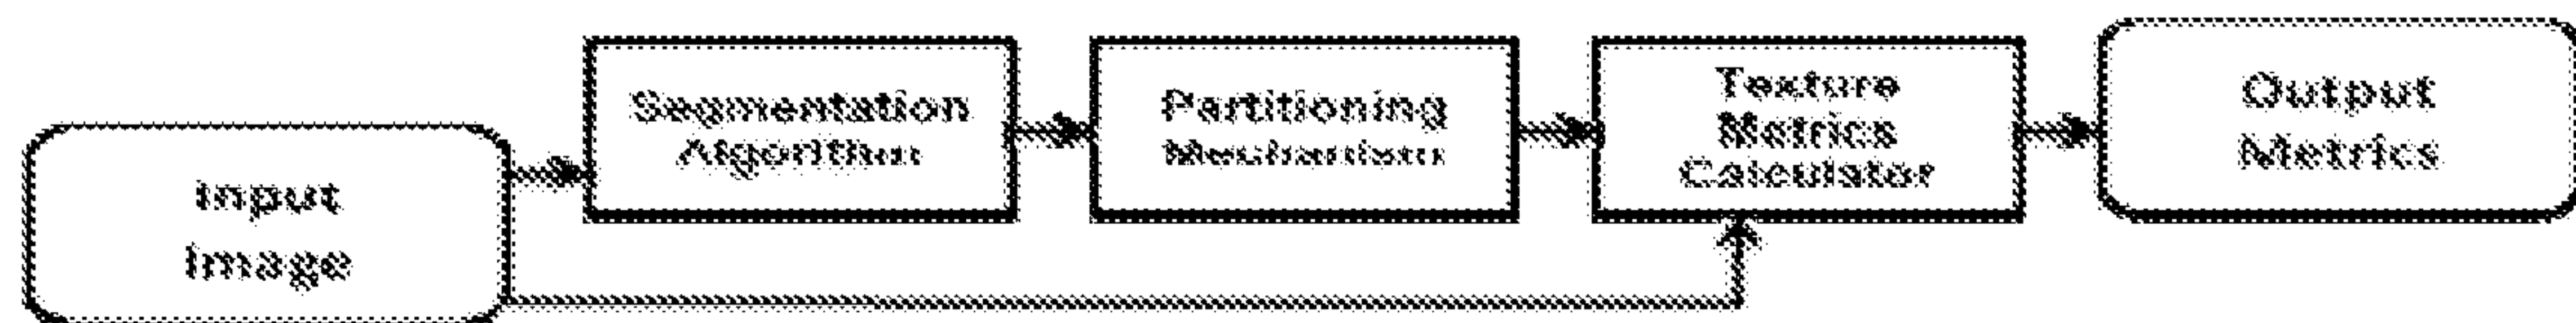 Input
Image
Segmentation
Algorithm
Partitioning
Mechanism
Texture
Metrics
Calculator
Output
Metrics